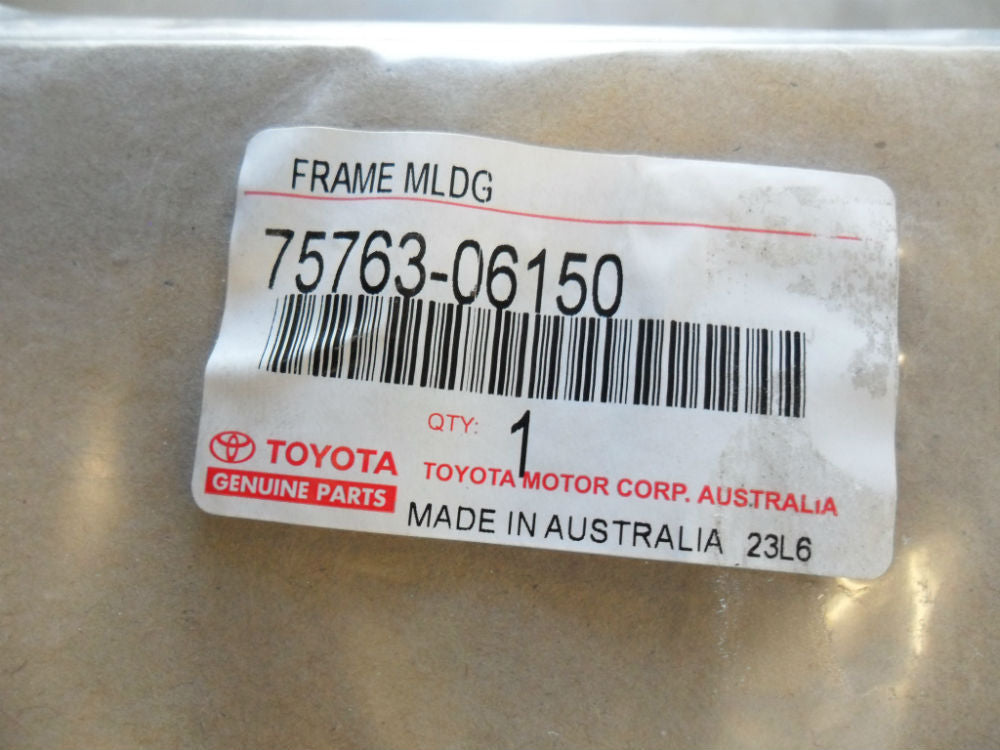 FRAME MLDG
75763-06150
QTY: 1
TOYOTA
GENUINE PARTS
TOYOTA MOTOR CORP. AUSTRALIA
MADE IN AUSTRALIA 23L6